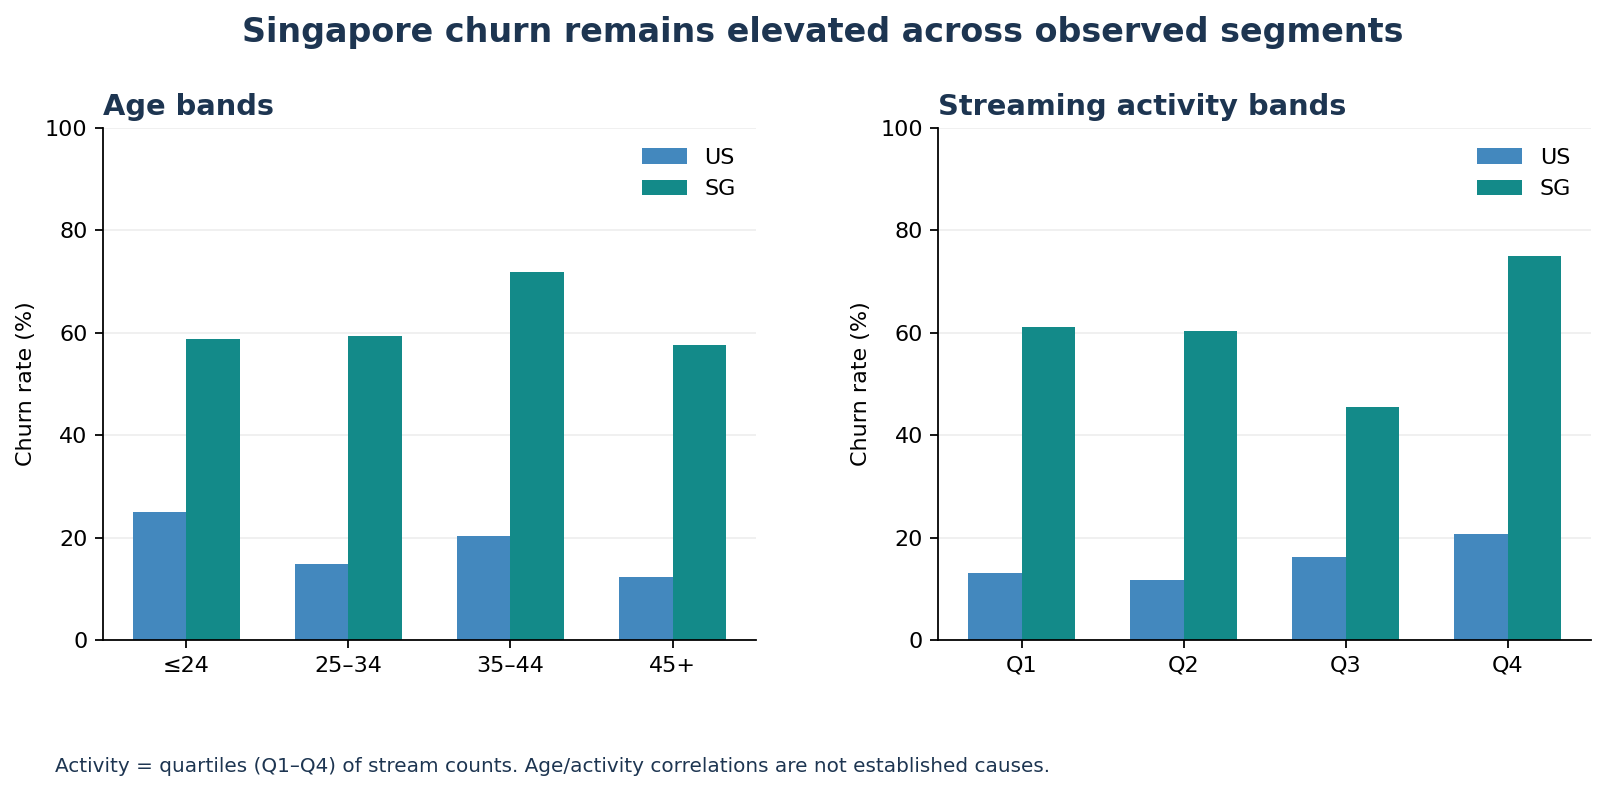 Singapore churn remains elevated across observed segments
Age bands
100
80
60
40
20
0
Churn rate (%)
US
SG
≤24
25–34
35–44
45+
Streaming activity bands
100
80
60
40
20
0
Churn rate (%)
US
SG
Q1
Q2
Q3
Q4
Activity = quartiles (Q1–Q4) of stream counts. Age/activity correlations are not established causes.